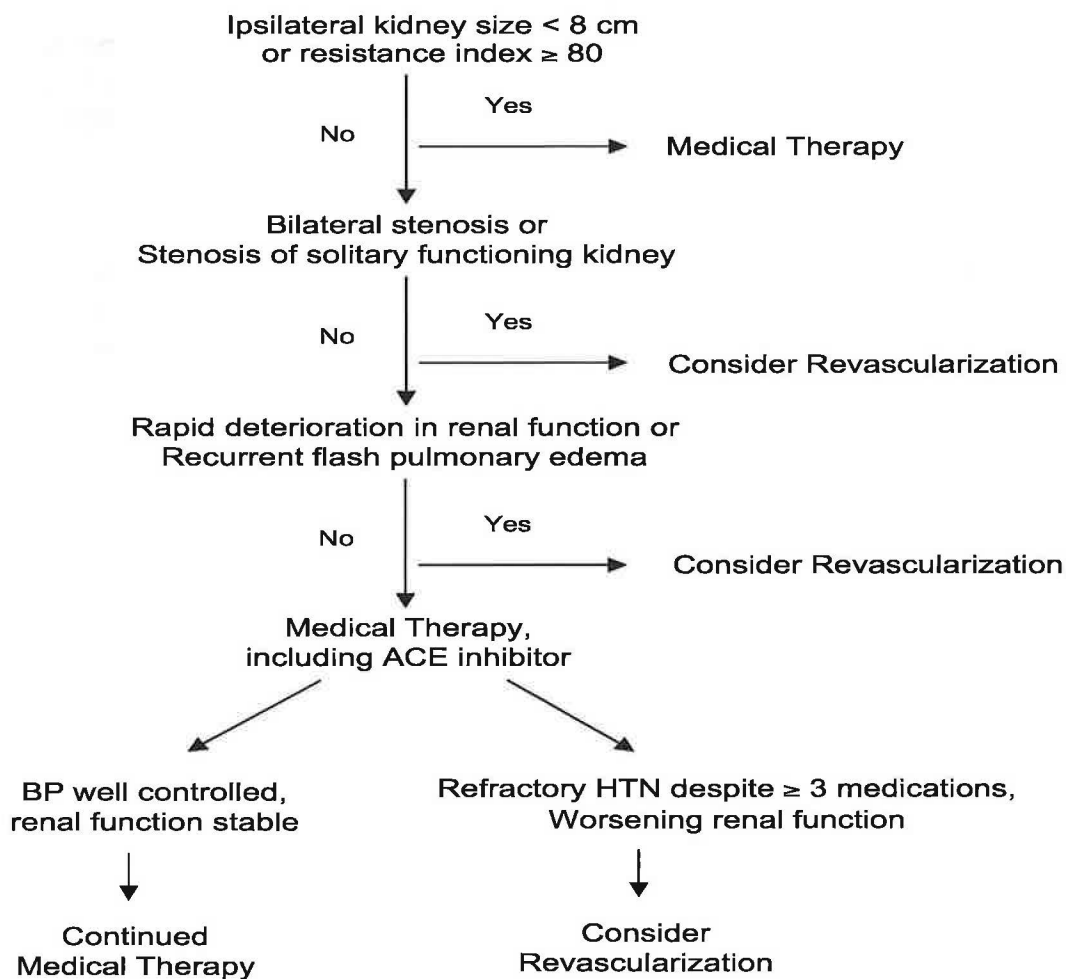 Ipsilateral kidney size < 8 cm
or resistance index ≥ 80
Yes
No
Medical Therapy
Bilateral stenosis or
Stenosis of solitary functioning kidney
Yes
No
Consider Revascularization
Rapid deterioration in renal function or
Recurrent flash pulmonary edema
Yes
No
Consider Revascularization
Medical Therapy,
including ACE inhibitor
BP well controlled,
renal function stable
Refractory HTN despite ≥ 3 medications,
Worsening renal function
Continued
Medical Therapy
Consider
Revascularization